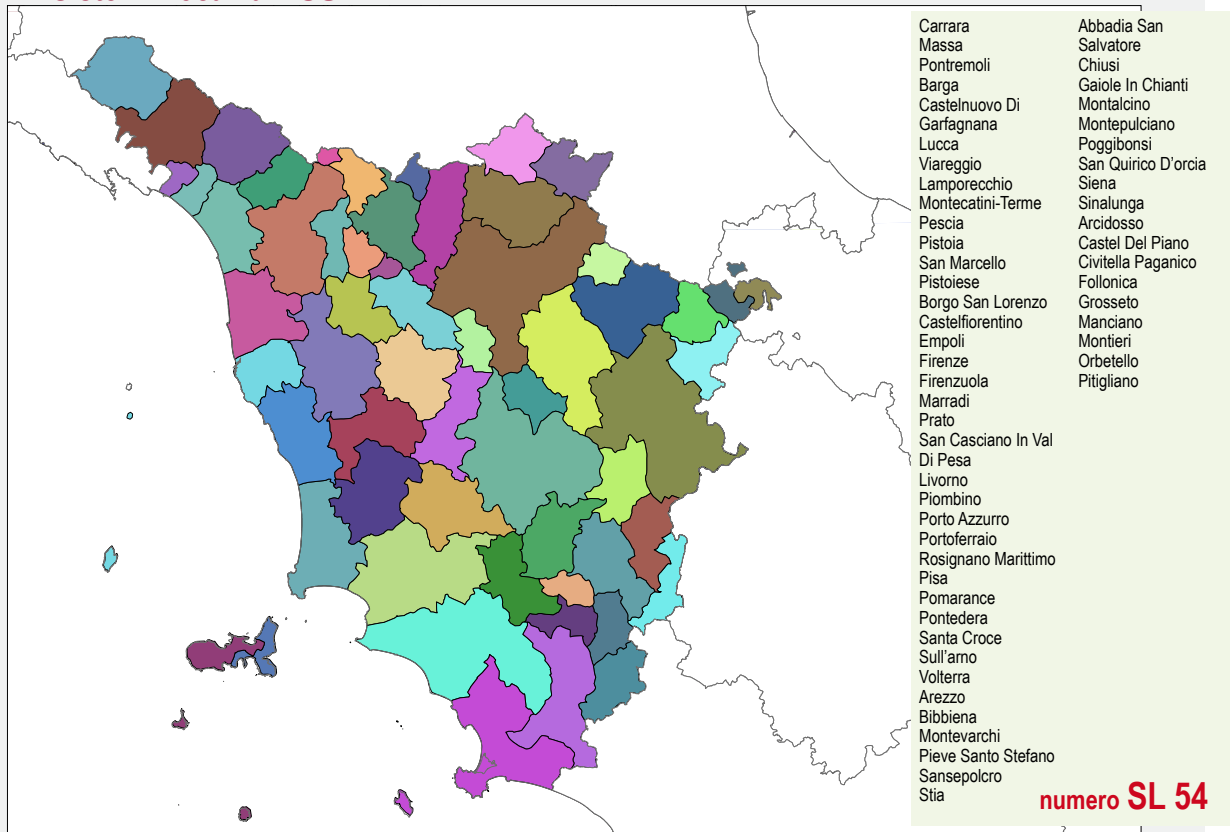 Carrara
Massa
Pontremoli
Barga
Castelnuovo Di
Garfagnana
Lucca
Viareggio
Lamporecchio
Montecatini-Terme
Pescia
Pistoia
San Marcello
Pistoiese
Borgo San Lorenzo
Castelfiorentino
Empoli
Firenze
Firenzuola
Marradi
Prato
San Casciano In Val
Di Pesa
Livorno
Piombino
Porto Azzurro
Portoferraio
Rosignano Marittimo
Pisa
Pomarance
Pontedera
Santa Croce
Sull'arno
Volterra
Arezzo
Bibbiena
Montevarchi
Pieve Santo Stefano
Sansepolcro
Stia
Abbadia San
Salvatore
Chiusi
Gaiole In Chianti
Montalcino
Montepulciano
Poggibonsi
San Quirico D'orcia
Siena
Sinalunga
Arcidosso
Castel Del Piano
Civitella Paganico
Follonica
Grosseto
Manciano
Montieri
Orbetello
Pitigliano
numero SL 54